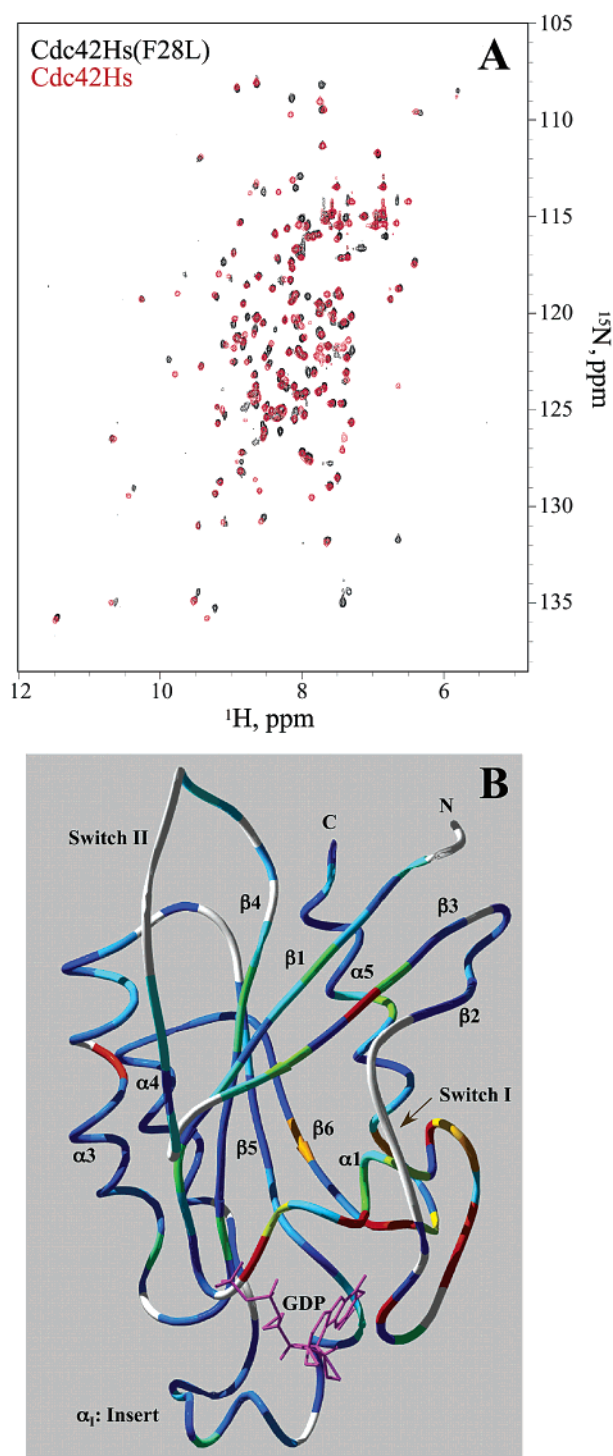 Cdc42Hs(F28L)
Cdc42Hs
A
105
110
115
120
125
130
135
¹⁵N, ppm
12
10
8
6
¹H, ppm
B
Switch II
C
N
β4
β3
β1
α5
β2
α4
Switch I
β6
α3
β5
α1
GDP
αI: Insert